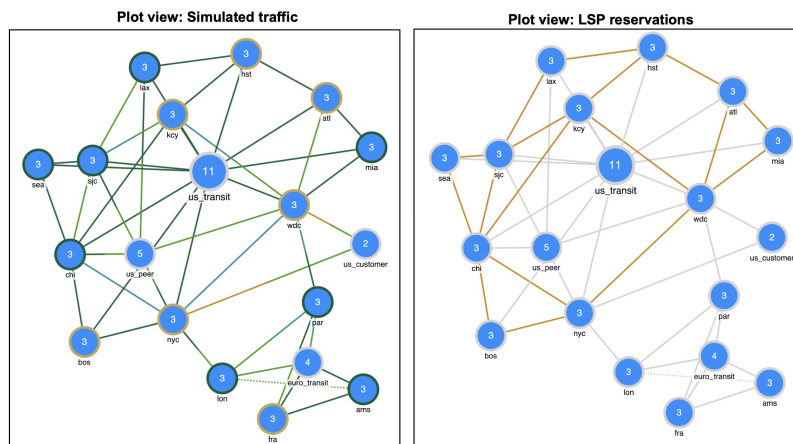 Plot view: Simulated traffic
3
hst
3
lax
3
atl
3
kcy
3
mia
3
sea
3
sjc
11
us_transit
3
wdc
2
us_customer
3
chi
5
us_peer
3
par
3
nyc
3
bos
4
euro_transit
3
lon
3
ams
3
fra
Plot view: LSP reservations
3
hst
3
lax
3
atl
3
kcy
3
mia
3
sea
3
sjc
11
us_transit
3
wdc
2
us_customer
3
chi
5
us_peer
3
par
3
nyc
3
bos
4
euro_transit
3
lon
3
ams
3
fra